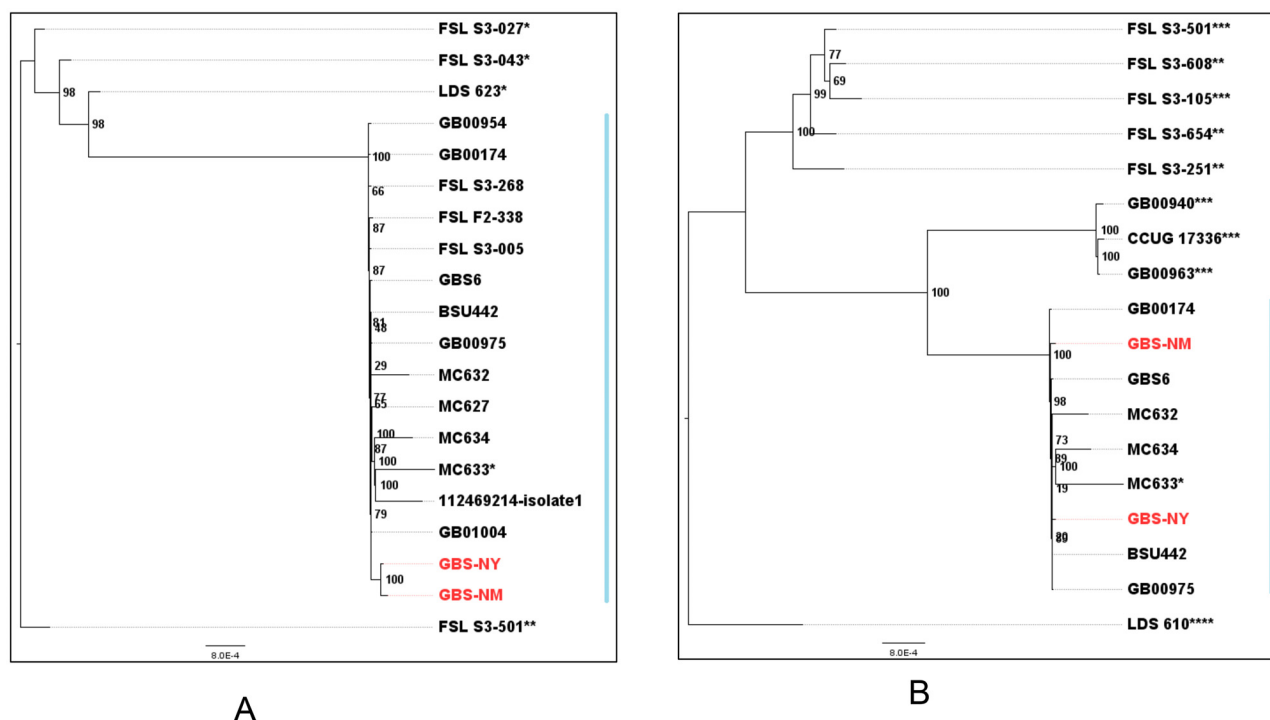 FSL S3-027*
FSL S3-043*
98
LDS 623*
98
GB00954
GB00174
100
FSL S3-268
66
FSL F2-338
87
FSL S3-005
87
GBS6
BSU442
81
48
GB00975
29
MC632
77
65
MC627
100
MC634
87
100
MC633*
100
112469214-isolate1
79
GB01004
GBS-NY
100
GBS-NM
FSL S3-501**
8.0E-4
A
FSL S3-501***
77
FSL S3-608**
69
99
FSL S3-105***
100
FSL S3-654**
FSL S3-251**
GB00940***
100
CCUG 17336***
100
GB00963***
100
GB00174
GBS-NM
100
GBS6
98
MC632
73
MC634
89
100
MC633*
19
GBS-NY
BSU442
GB00975
LDS 610****
8.0E-4
B